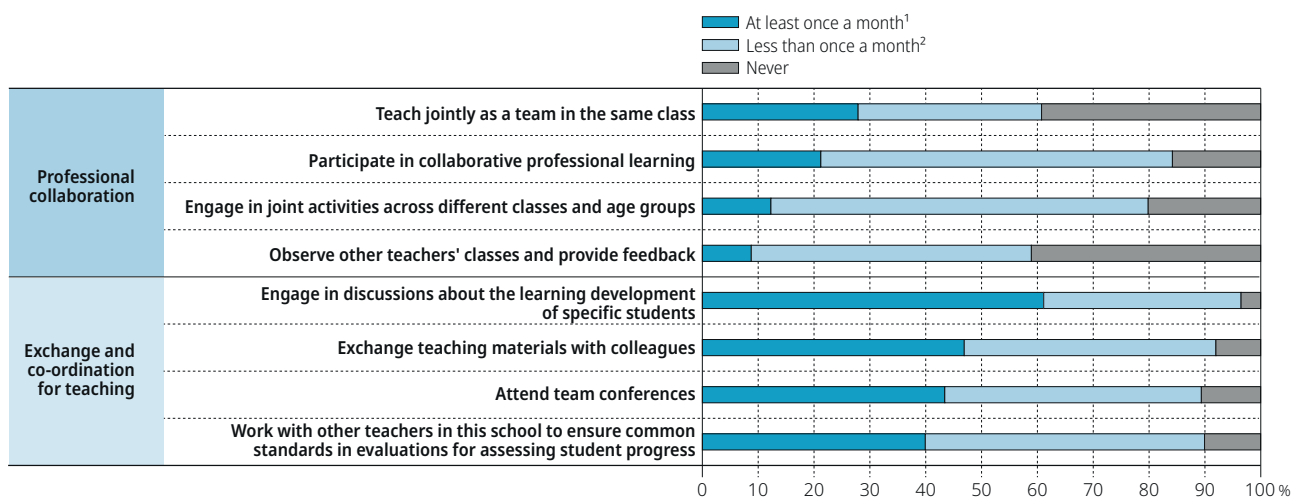 At least once a month¹
Less than once a month²
Never
Professional
collaboration
Teach jointly as a team in the same class
Participate in collaborative professional learning
Engage in joint activities across different classes and age groups
Observe other teachers' classes and provide feedback
Exchange and
co-ordination
for teaching
Engage in discussions about the learning development
of specific students
Exchange teaching materials with colleagues
Attend team conferences
Work with other teachers in this school to ensure common
standards in evaluations for assessing student progress
0 10 20 30 40 50 60 70 80 90 100 %